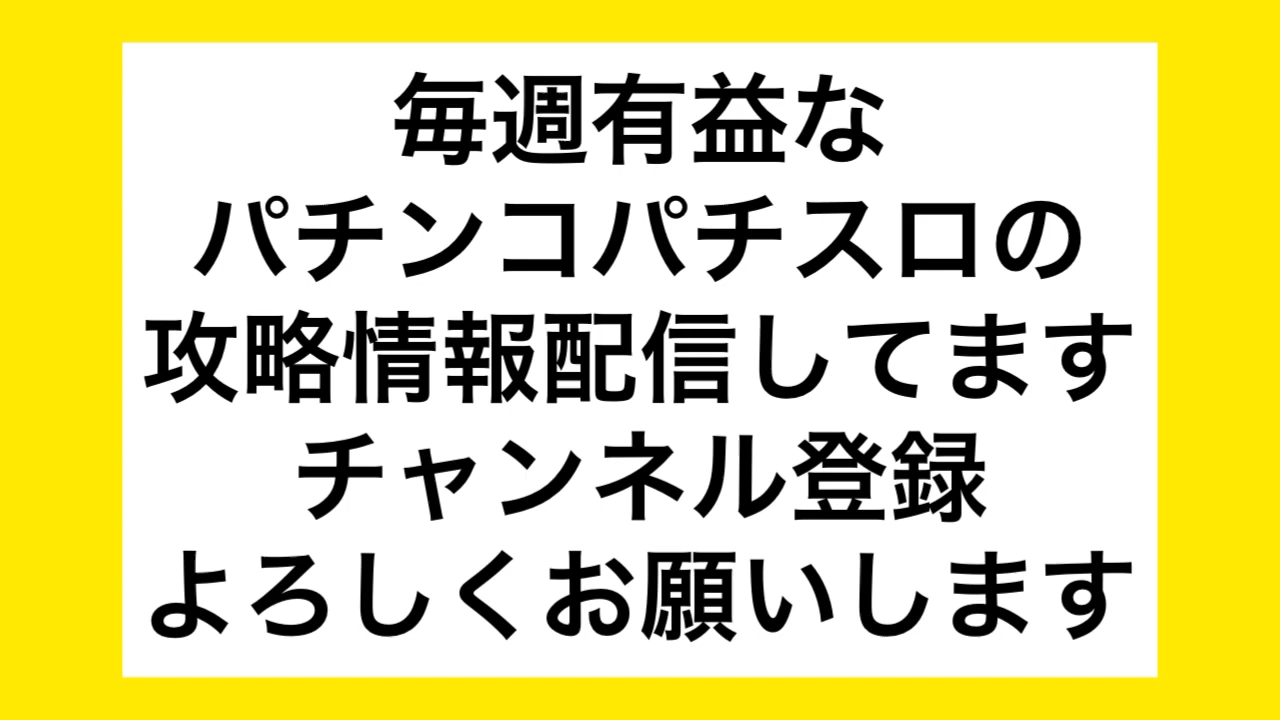 毎週有益な
パチンコパチスロの
攻略情報配信してます
チャンネル登録
よろしくお願いします